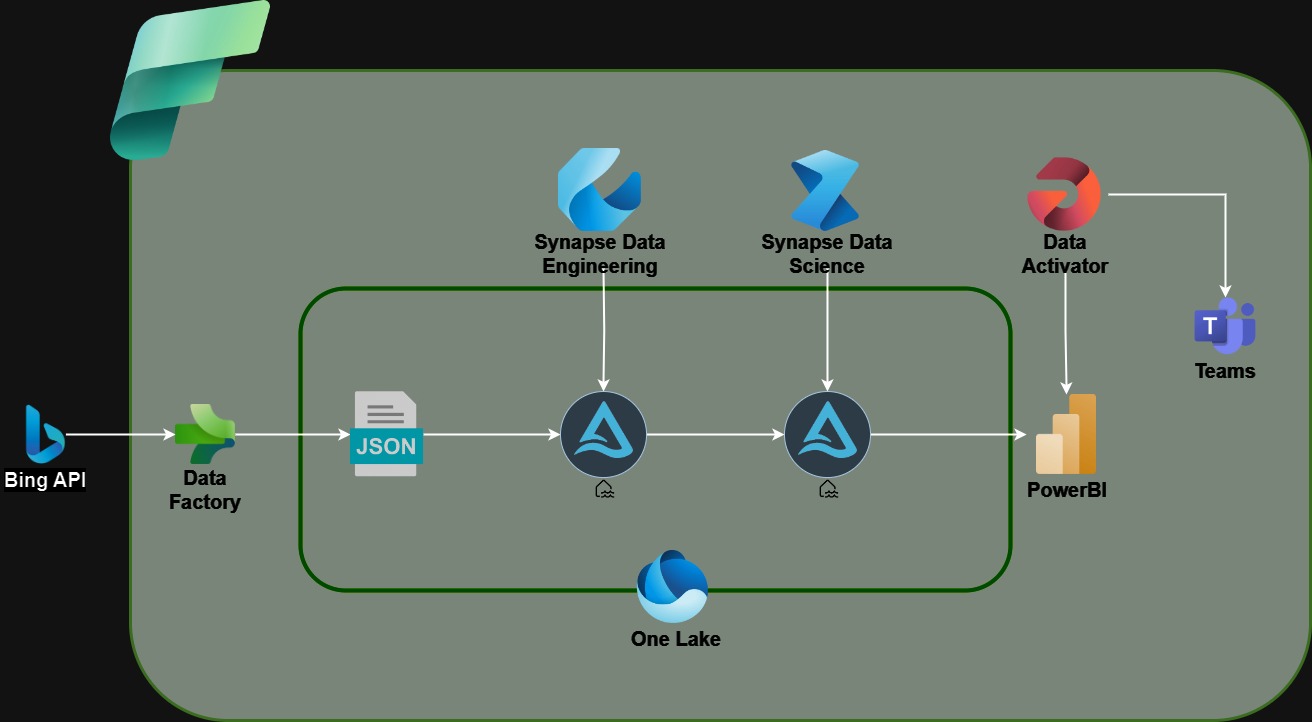 Synapse Data
Engineering
Synapse Data
Science
Data
Activator
T
Teams
Bing API
Data
Factory
JSON
PowerBI
One Lake